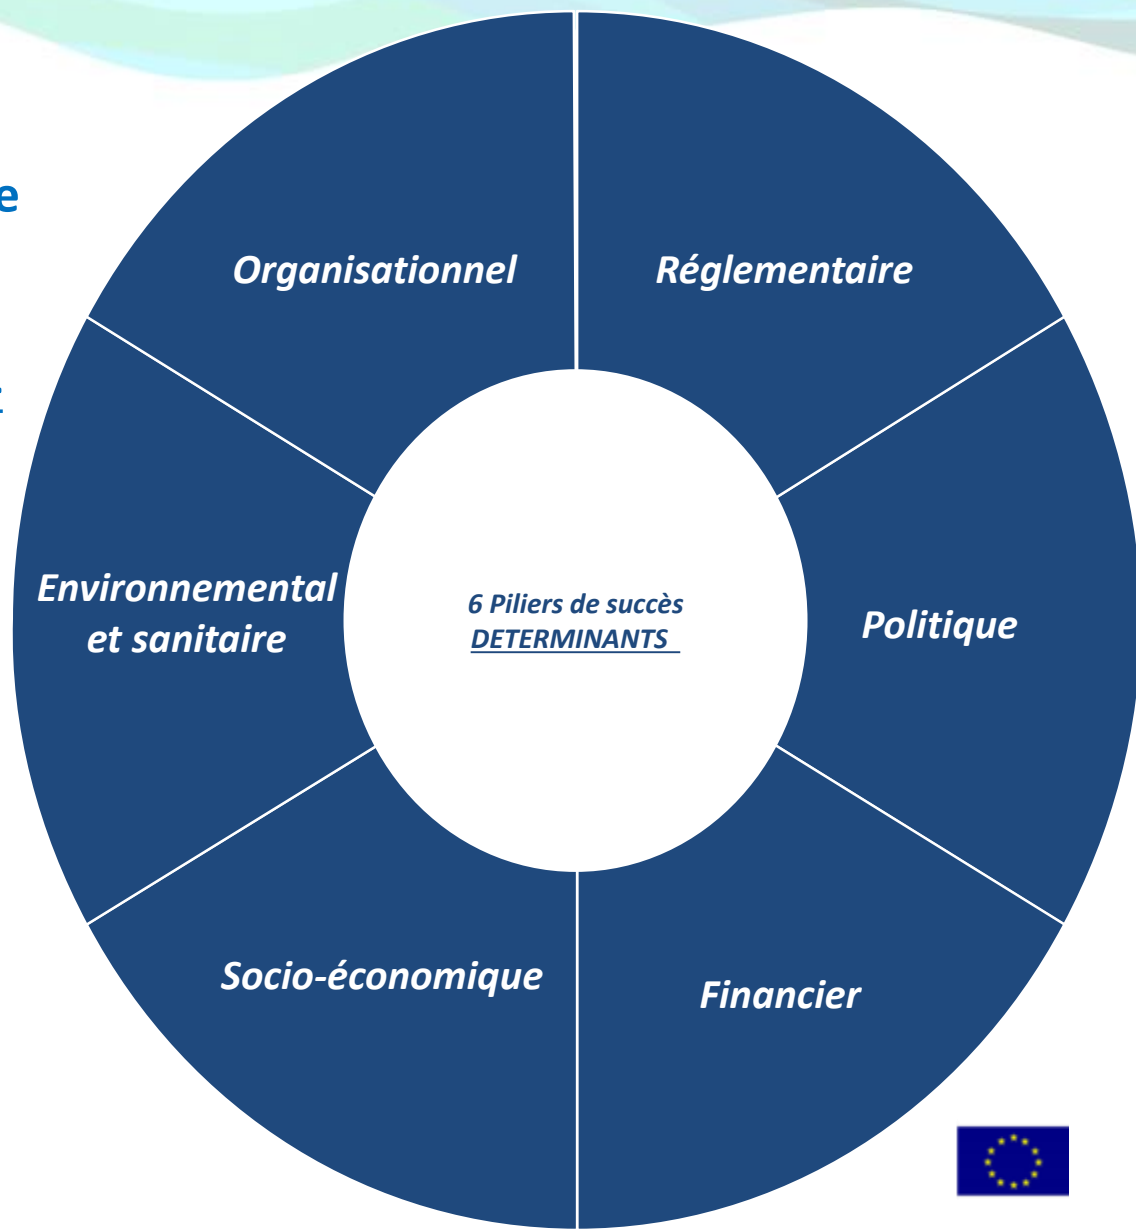 e
Organisationnel
Réglementaire
Environnemental
et sanitaire
6 Piliers de succès
DETERMINANTS
Politique
Socio-économique
Financier